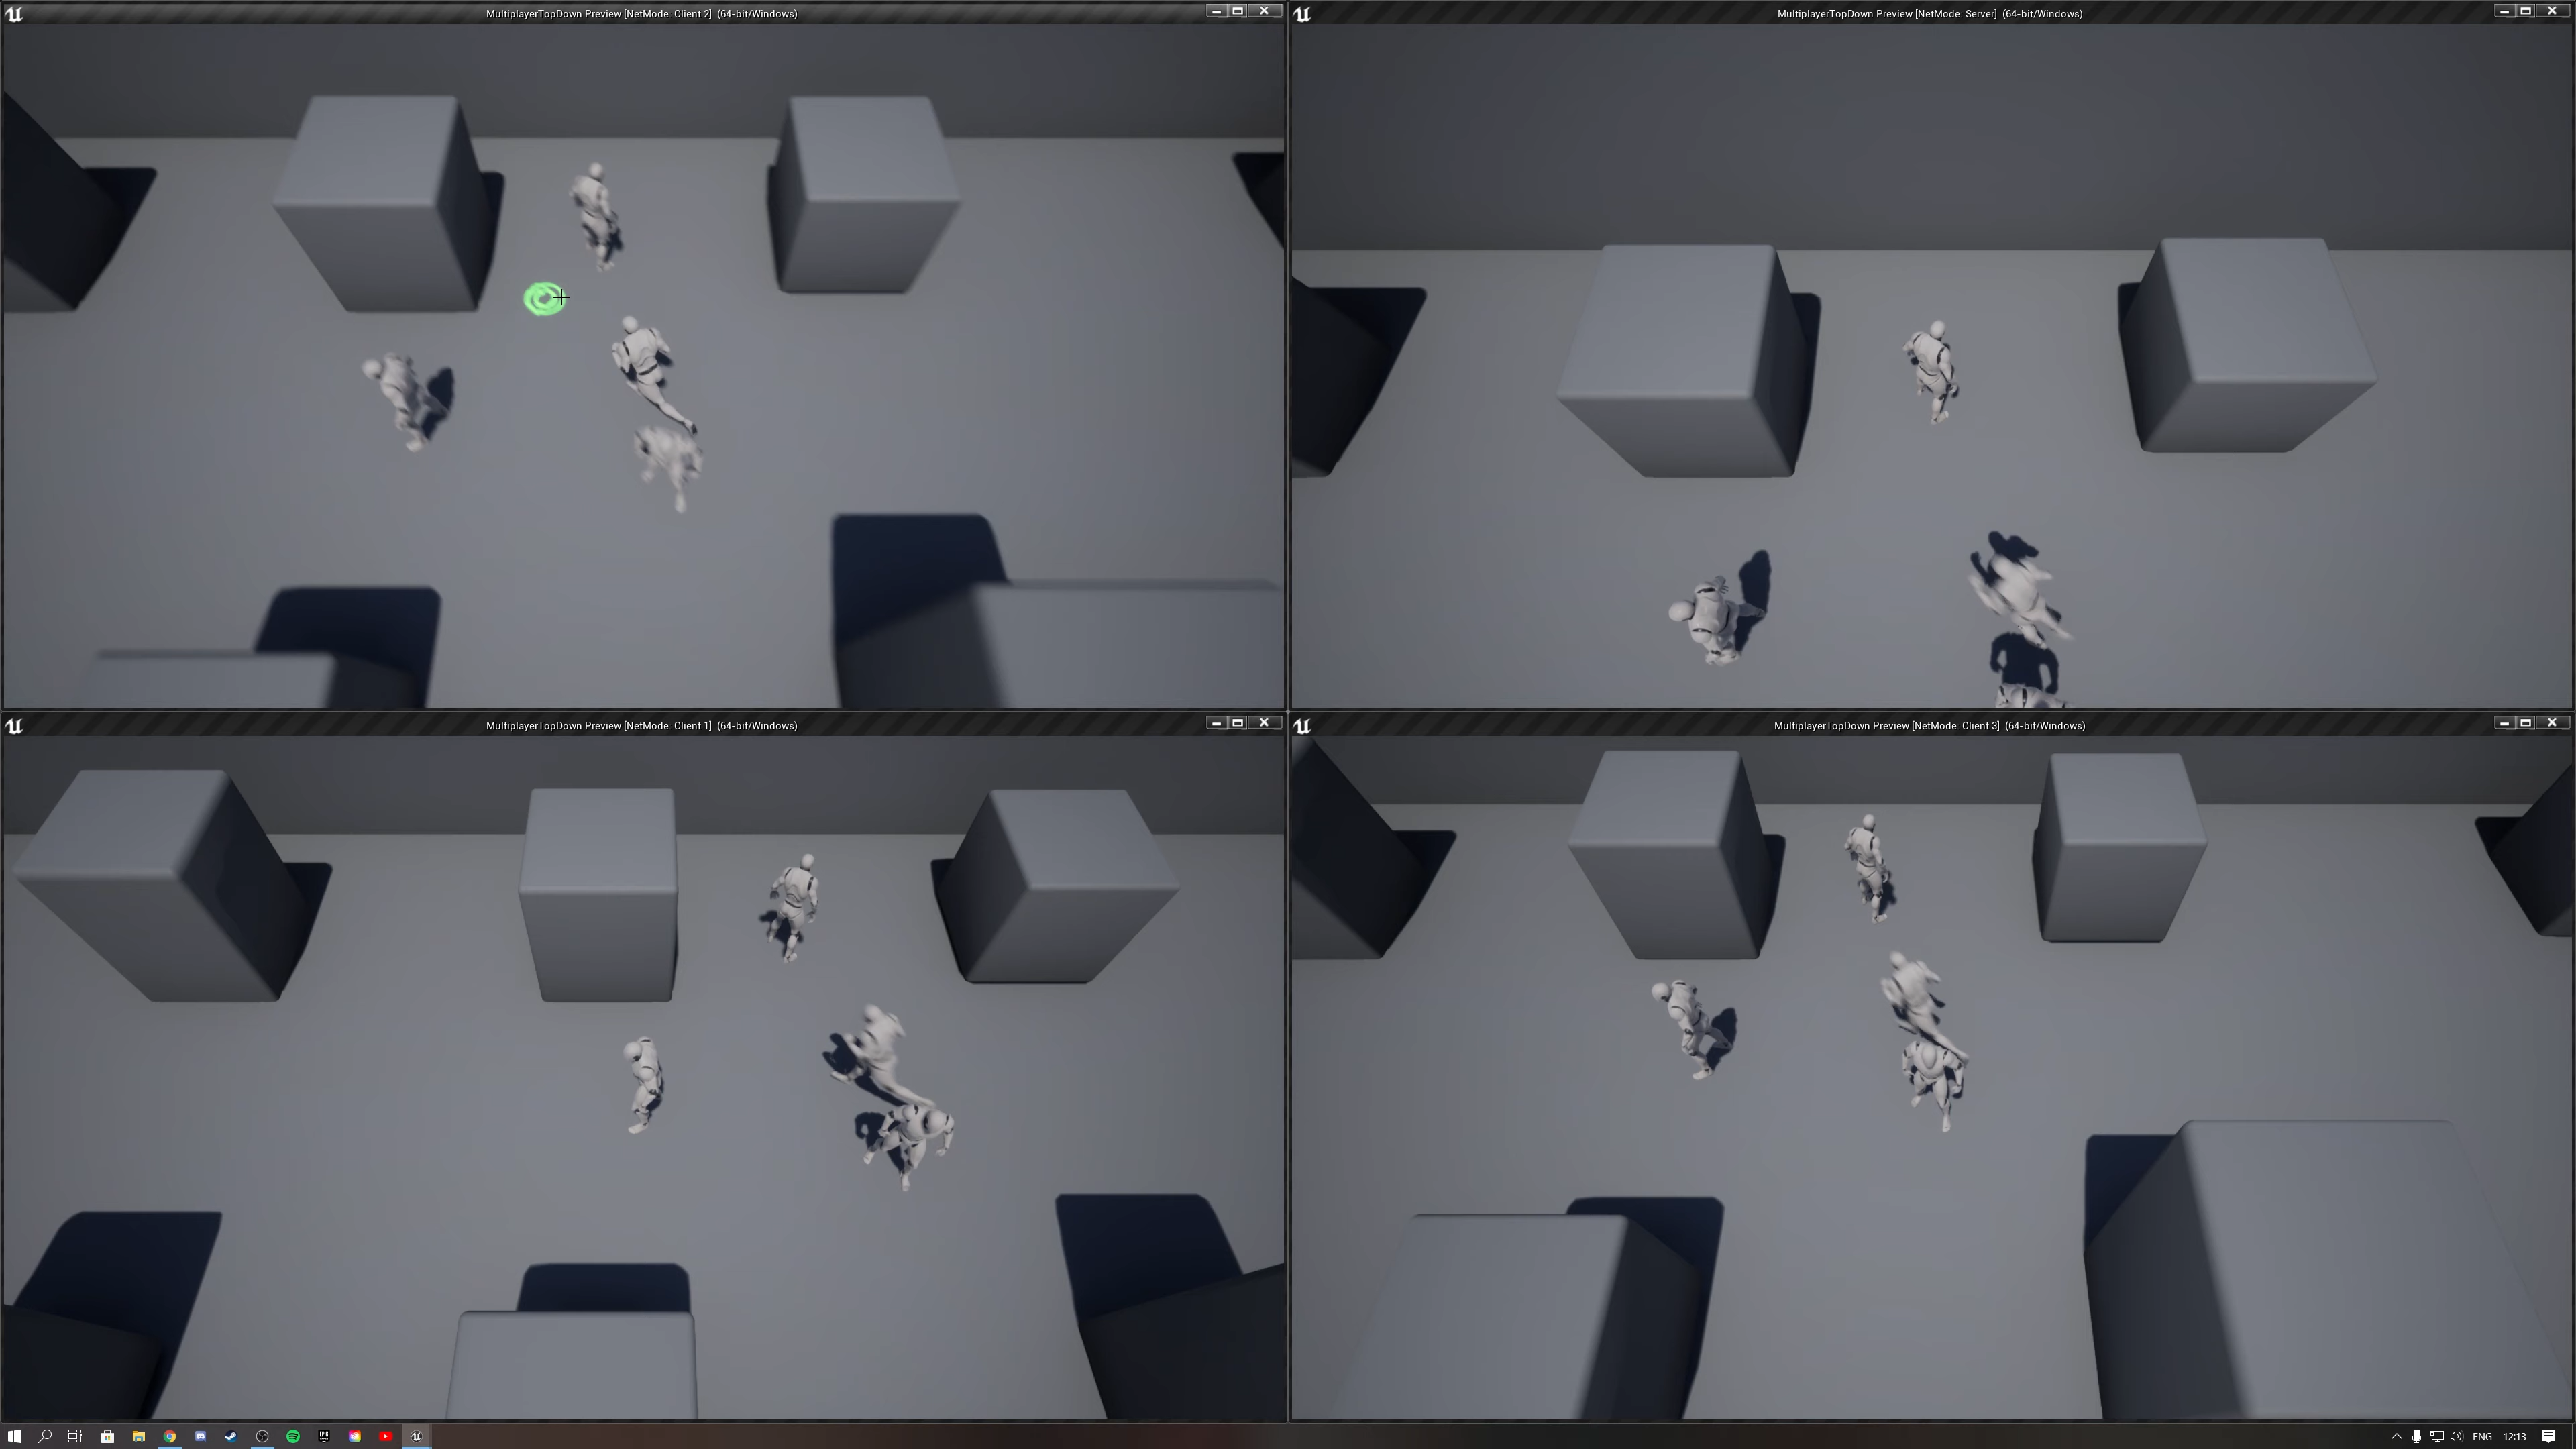 MultiplayerTopDown Preview [NetMode: Client 2] (64-bit/Windows)
MultiplayerTopDown Preview [NetMode: Server] (64-bit/Windows)
MultiplayerTopDown Preview [NetMode: Client 1] (64-bit/Windows)
MultiplayerTopDown Preview [NetMode: Client 3] (64-bit/Windows)
EPIC
ENG
12:13